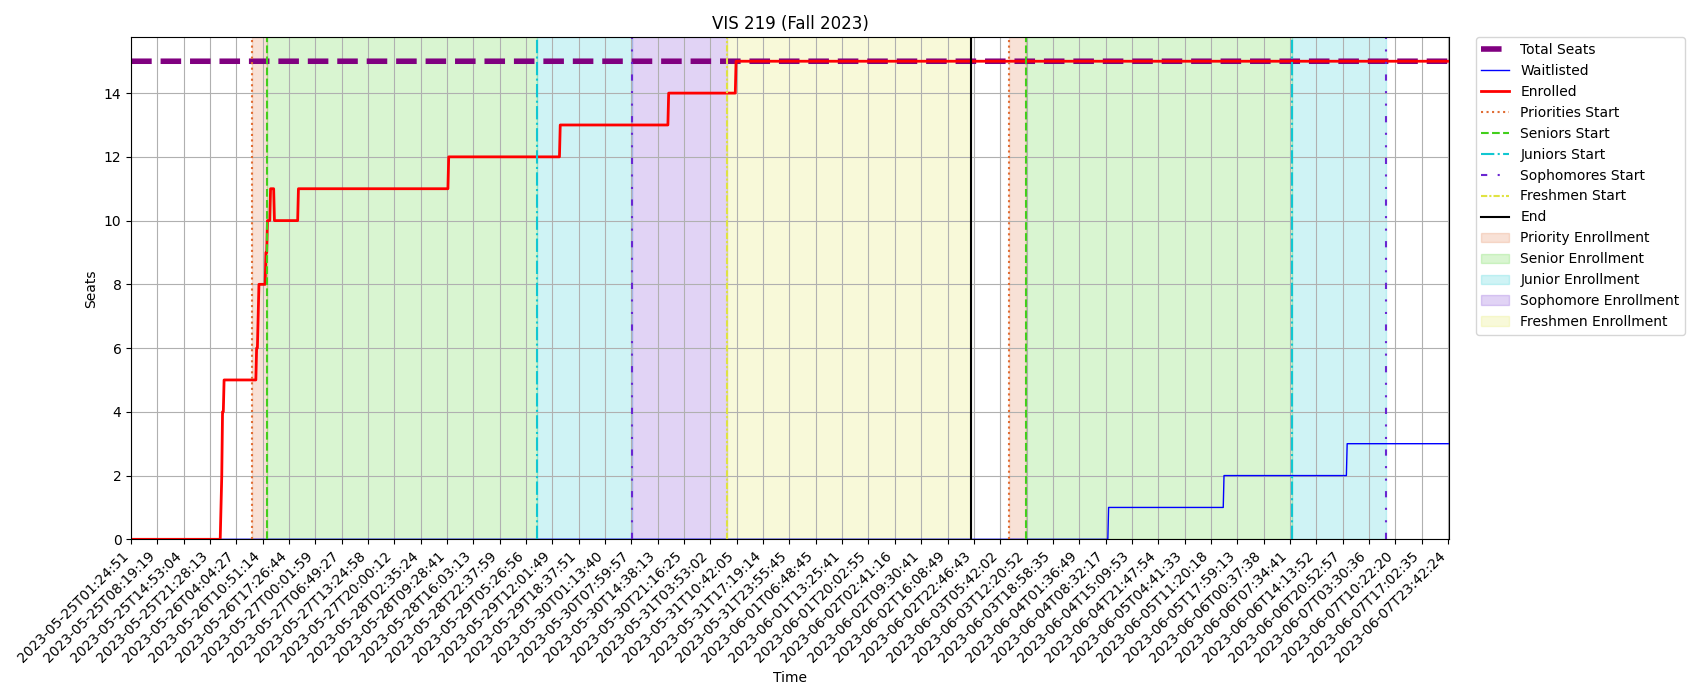 VIS 219 (Fall 2023)
Seats
14
12
10
8
6
4
2
0
2023-05-25T01:24:51
2023-05-25T08:19:19
2023-05-25T14:53:04
2023-05-25T21:28:13
2023-05-26T04:04:27
2023-05-26T10:51:14
2023-05-26T17:26:44
2023-05-27T00:01:59
2023-05-27T06:49:27
2023-05-27T13:24:58
2023-05-27T20:00:12
2023-05-28T02:35:24
2023-05-28T09:28:41
2023-05-28T16:03:13
2023-05-28T22:37:59
2023-05-29T05:26:56
2023-05-29T12:01:49
2023-05-29T18:37:51
2023-05-30T01:13:40
2023-05-30T07:59:57
2023-05-30T14:38:13
2023-05-30T21:16:25
2023-05-31T03:53:02
2023-05-31T10:42:05
2023-05-31T17:19:14
2023-05-31T23:55:45
2023-06-01T06:48:45
2023-06-01T13:25:41
2023-06-01T20:02:55
2023-06-02T02:41:16
2023-06-02T09:30:41
2023-06-02T16:08:49
2023-06-02T22:46:43
2023-06-03T05:42:02
2023-06-03T12:20:52
2023-06-03T18:58:35
2023-06-04T01:36:49
2023-06-04T08:32:17
2023-06-04T15:09:53
2023-06-04T21:47:54
2023-06-05T04:41:33
2023-06-05T11:20:18
2023-06-05T17:59:13
2023-06-06T00:37:38
2023-06-06T07:34:41
2023-06-06T14:13:52
2023-06-06T20:52:57
2023-06-07T03:30:36
2023-06-07T10:22:20
2023-06-07T17:02:35
2023-06-07T23:42:24
Time
Total Seats
Waitlisted
Enrolled
Priorities Start
Seniors Start
Juniors Start
Sophomores Start
Freshmen Start
End
Priority Enrollment
Senior Enrollment
Junior Enrollment
Sophomore Enrollment
Freshmen Enrollment